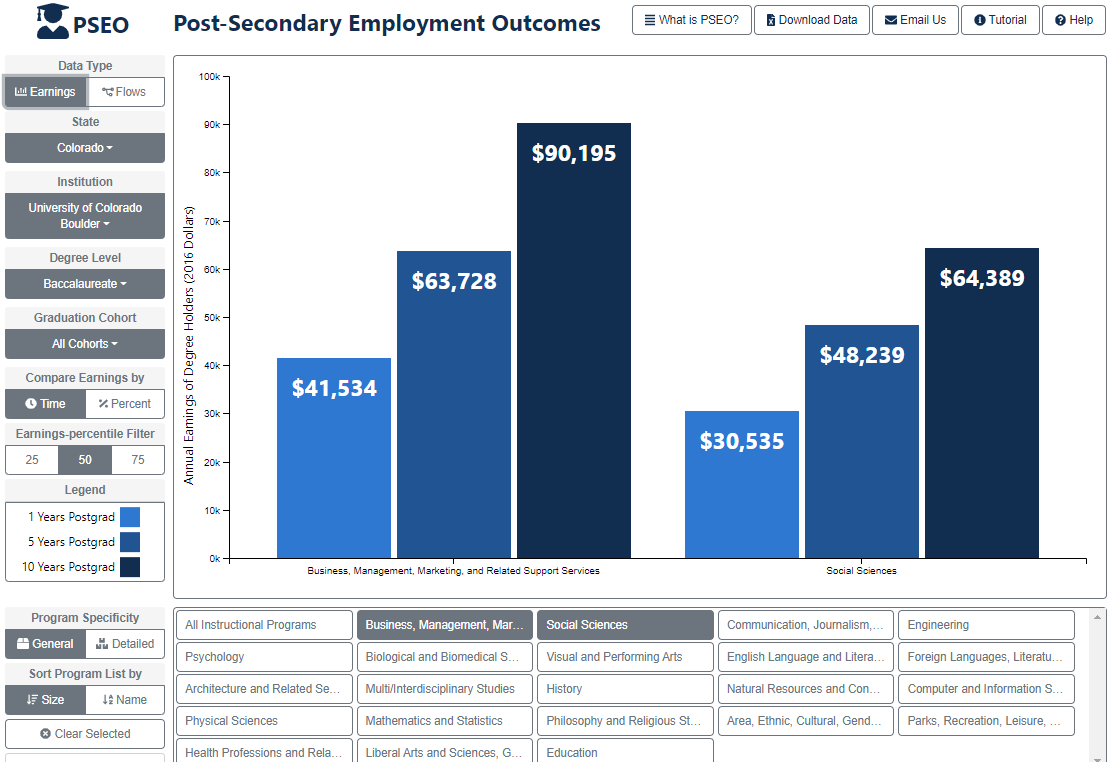 PSEO
Post-Secondary Employment Outcomes
What is PSEO?
Download Data
Email Us
Tutorial
Help
Data Type
Earnings
Flows
State
Colorado
Institution
University of Colorado
Boulder
Degree Level
Baccalaureate
Graduation Cohort
All Cohorts
Compare Earnings by
Time
Percent
Earnings-percentile Filter
25
50
75
Legend
1 Years Postgrad
5 Years Postgrad
10 Years Postgrad
Annual Earnings of Degree Holders (2016 Dollars)
100k
90k
80k
70k
60k
50k
40k
30k
20k
10k
0k
$41,534
$63,728
$90,195
$30,535
$48,239
$64,389
Business, Management, Marketing, and Related Support Services
Social Sciences
Program Specificity
General
Detailed
Sort Program List by
Size
Name
Clear Selected
All Instructional Programs
Business, Management, Mar...
Social Sciences
Communication, Journalism,...
Engineering
Psychology
Biological and Biomedical S...
Visual and Performing Arts
English Language and Litera...
Foreign Languages, Literatu...
Architecture and Related Se...
Multi/Interdisciplinary Studies
History
Natural Resources and Con...
Computer and Information S...
Physical Sciences
Mathematics and Statistics
Philosophy and Religious St...
Area, Ethnic, Cultural, Gend...
Parks, Recreation, Leisure, ...
Health Professions and Rela...
Liberal Arts and Sciences, G...
Education